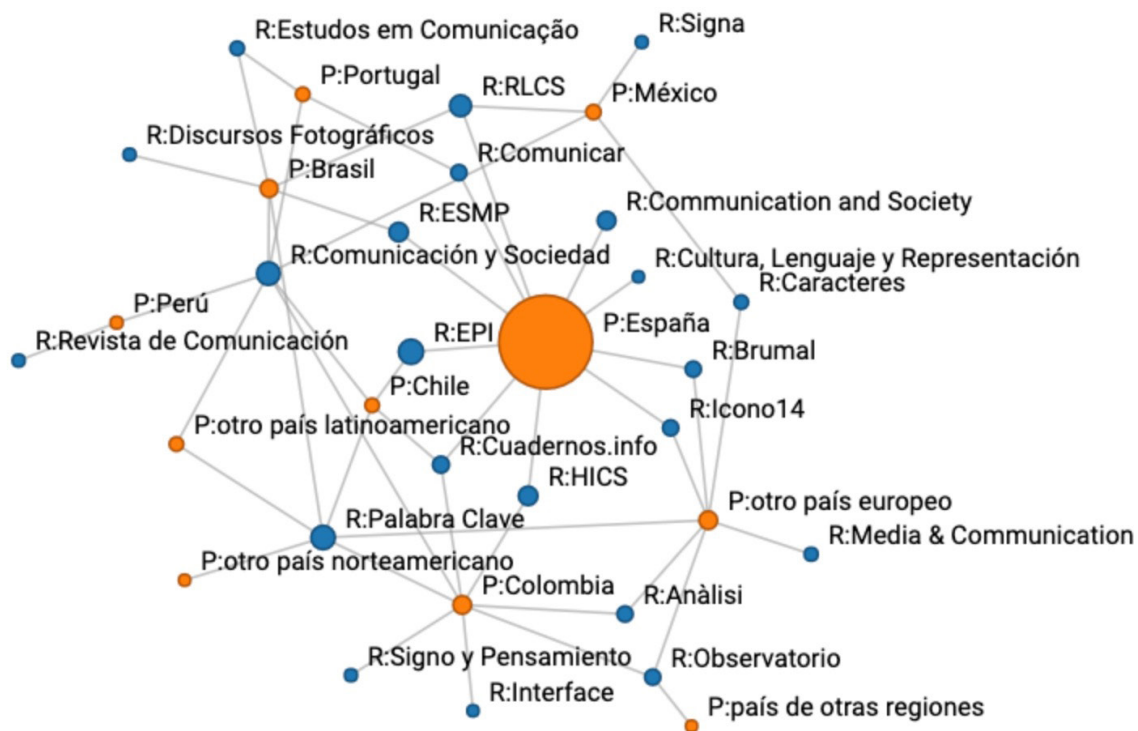 R:Estudos em Comunicação
R:Signa
P:Portugal
R:RLCS
P:México
R:Discursos Fotográficos
R:Comunicar
P:Brasil
R:ESMP
R:Communication and Society
R:Comunicación y Sociedad
R:Cultura, Lenguaje y Representación
R:Caracteres
P:Perú
P:España
R:Revista de Comunicación
R:EPI
R:Brumal
P:Chile
R:Icono14
P:otro país latinoamericano
R:Cuadernos.info
R:HICS
P:otro país europeo
R:Palabra Clave
R:Media & Communication
P:otro país norteamericano
P:Colombia
R:Anàlisi
R:Signo y Pensamiento
R:Observatorio
R:Interface
P:país de otras regiones